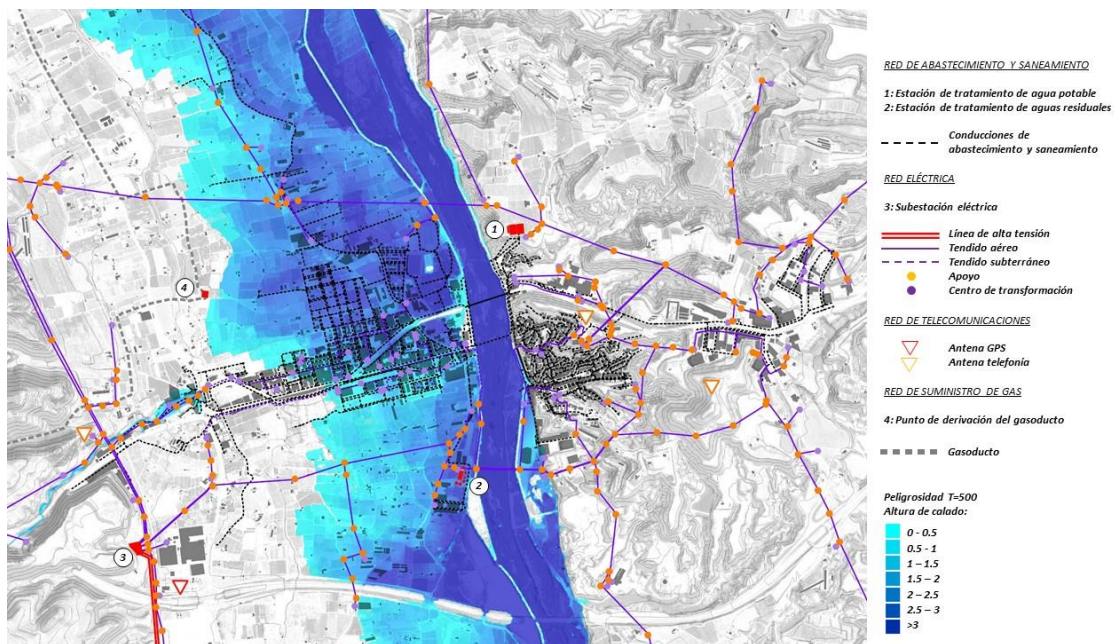 1
4
2
3
RED DE ABASTECIMIENTO Y SANEAMIENTO
1: Estación de tratamiento de agua potable
2: Estación de tratamiento de aguas residuales
Conducciones de
abastecimiento y saneamiento
RED ELÉCTRICA
3: Subestación eléctrica
Línea de alta tensión
Tendido aéreo
Tendido subterráneo
Apoyo
Centro de transformación
RED DE TELECOMUNICACIONES
Antena GPS
Antena telefonía
RED DE SUMINISTRO DE GAS
4: Punto de derivación del gasoducto
Gasoducto
Peligrosidad T=500
Altura de calado:
0 - 0.5
0.5 - 1
1 – 1.5
1.5 – 2
2 – 2.5
2.5 – 3
>3